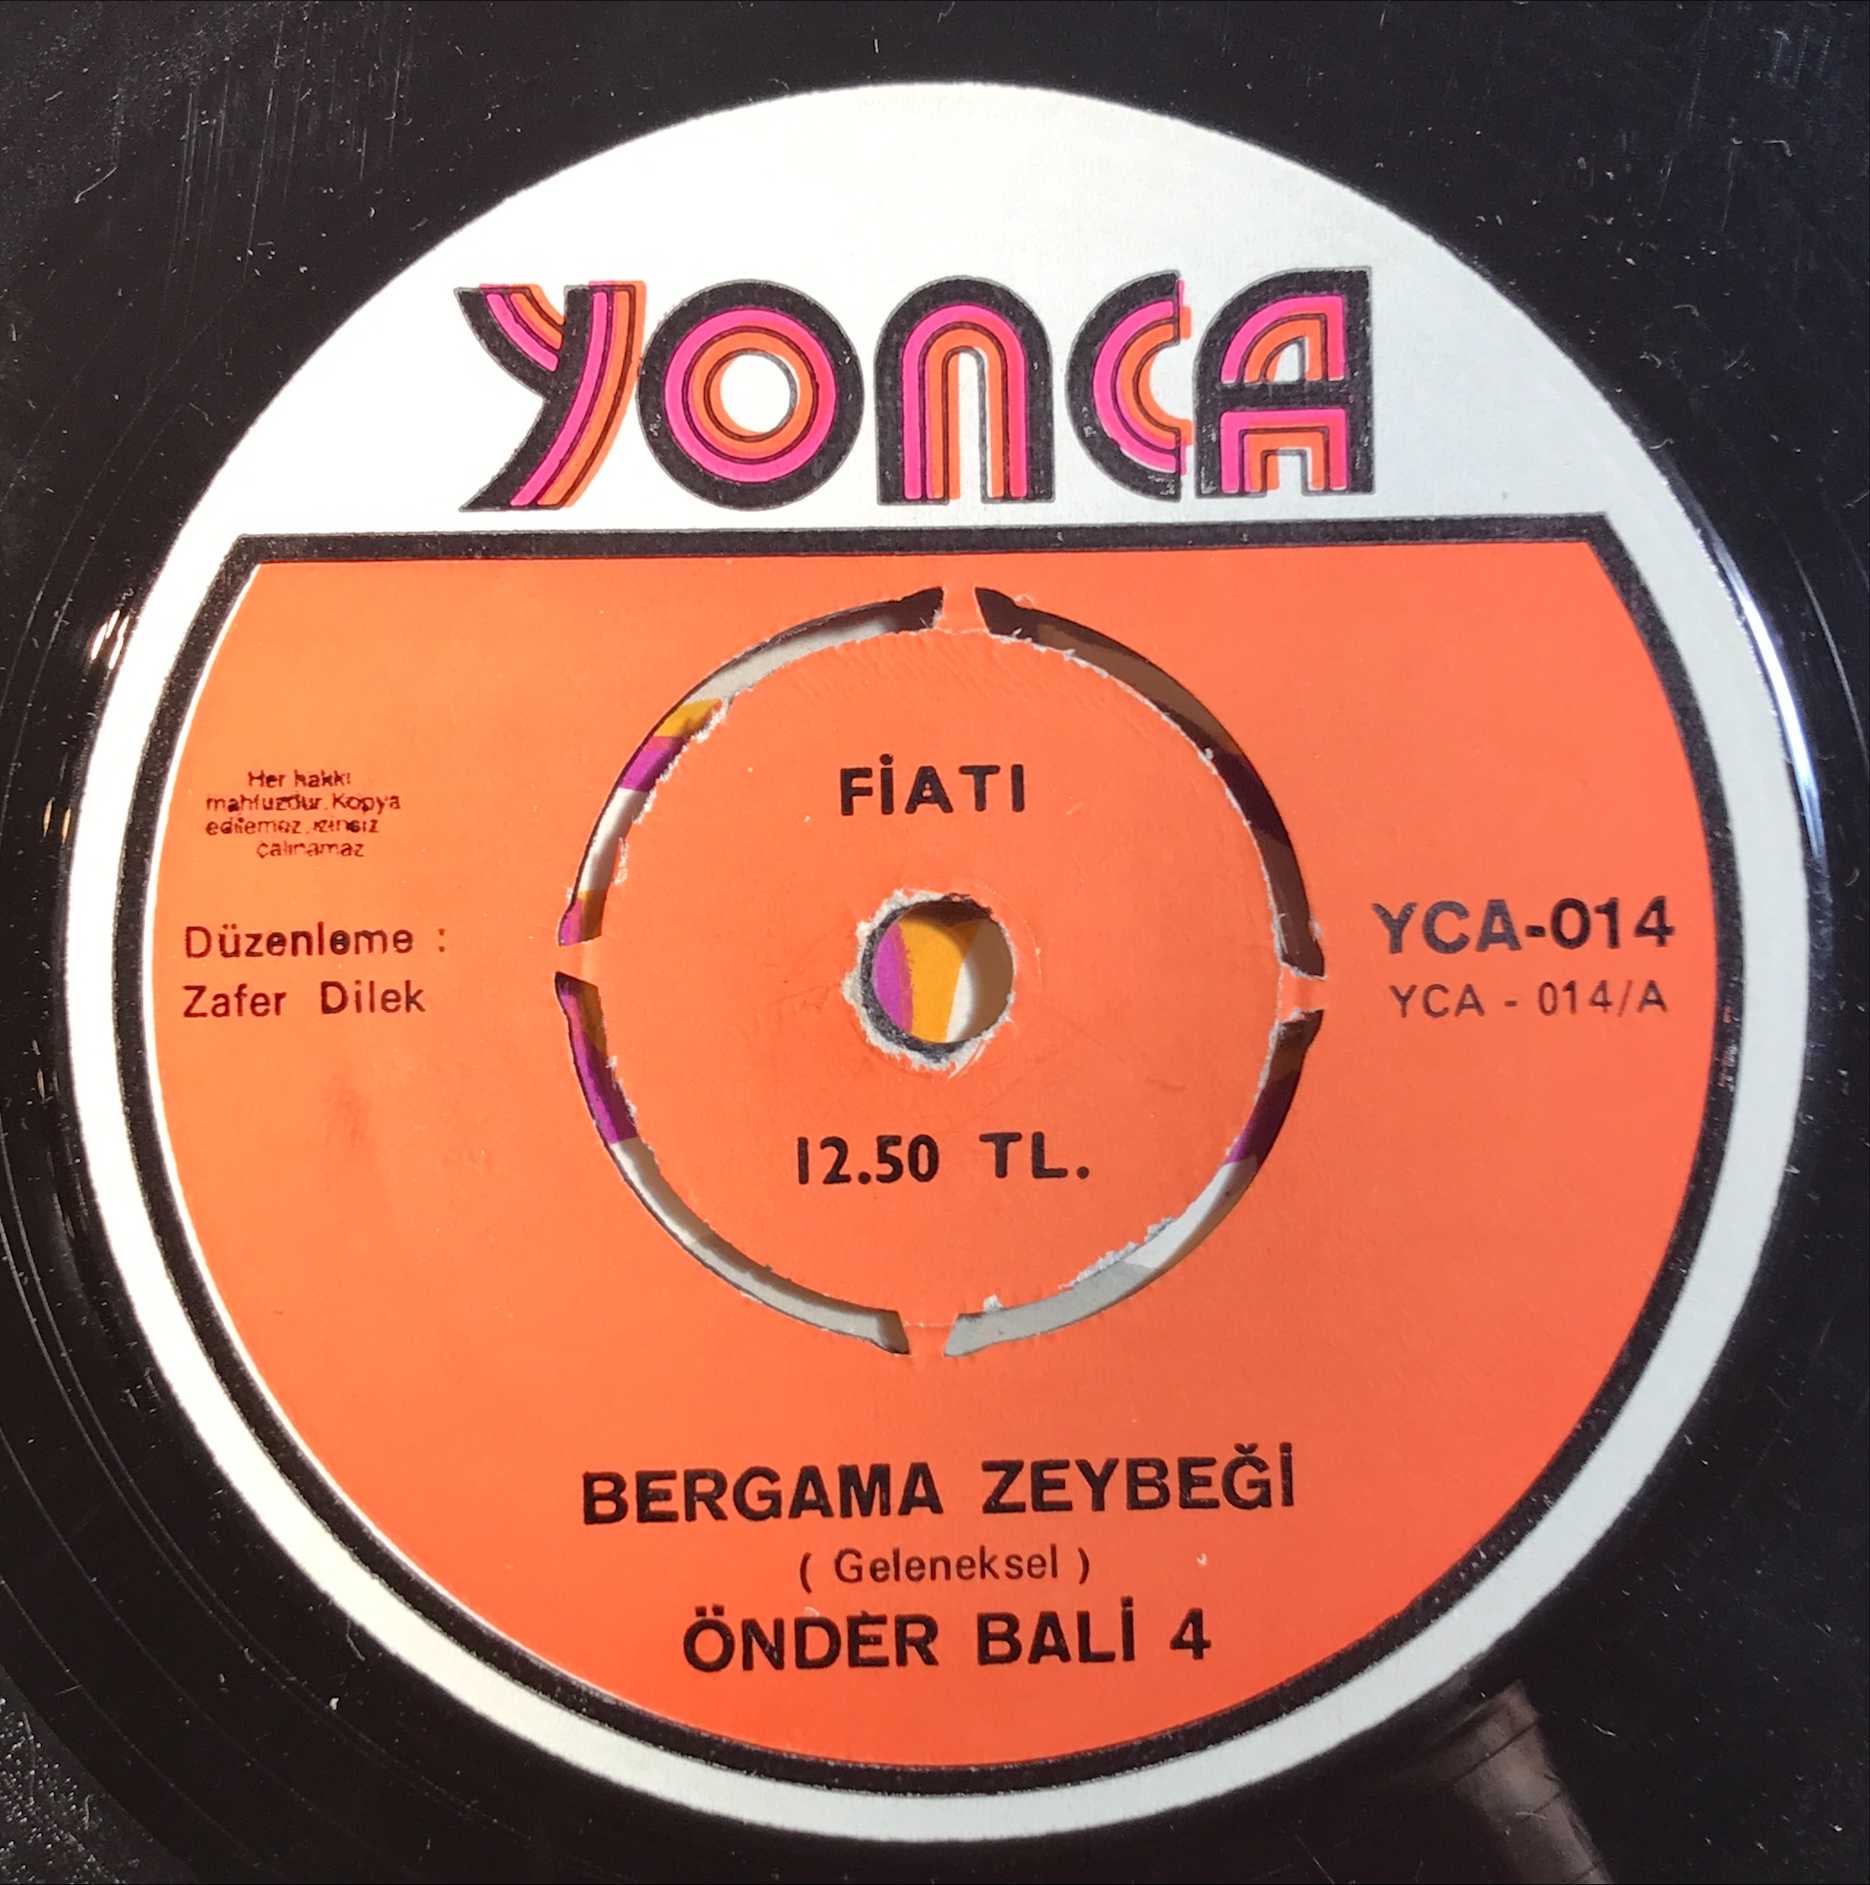 YONCA
FİATI
Her hakkı
mahfuzdur. Kopya
edilemez, izinsiz
çalınamaz
Düzenleme :
Zafer Dilek
YCA-014
YCA - 014/A
12.50 TL.
BERGAMA ZEYBEĞİ
( Geleneksel )
ÖNDER BALİ 4